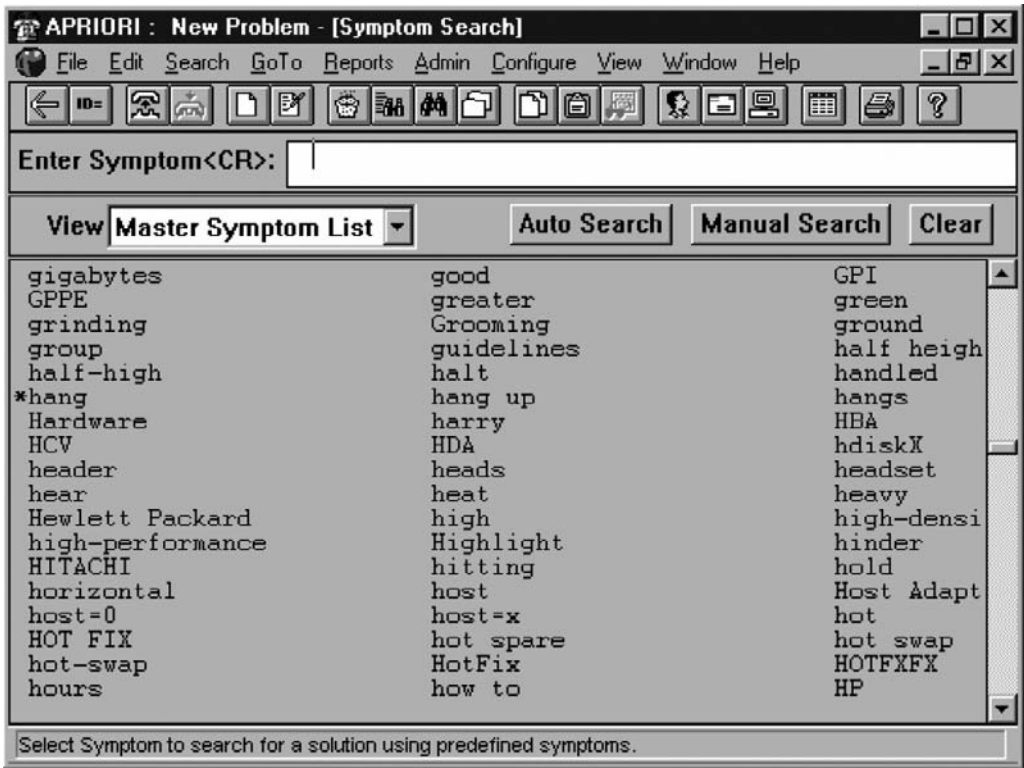 APRIORI : New Problem - [Symptom Search]
File Edit Search GoTo Reports Admin Configure View Window Help
ID=
Enter Symptom<CR>:
View Master Symptom List Auto Search Manual Search Clear
gigabytes good GPI
GPPE greater green
grinding Grooming ground
group guidelines half heigh
half-high halt handled
*hang hang up hangs
Hardware harry HBA
HCV HDA hdiskX
header heads headset
hear heat heavy
Hewlett Packard high high-densi
high-performance Highlight hinder
HITACHI hitting hold
horizontal host Host Adapt
host=0 host=x hot
HOT FIX hot spare hot swap
hot-swap HotFix HOTFXFX
hours how to HP
Select Symptom to search for a solution using predefined symptoms.